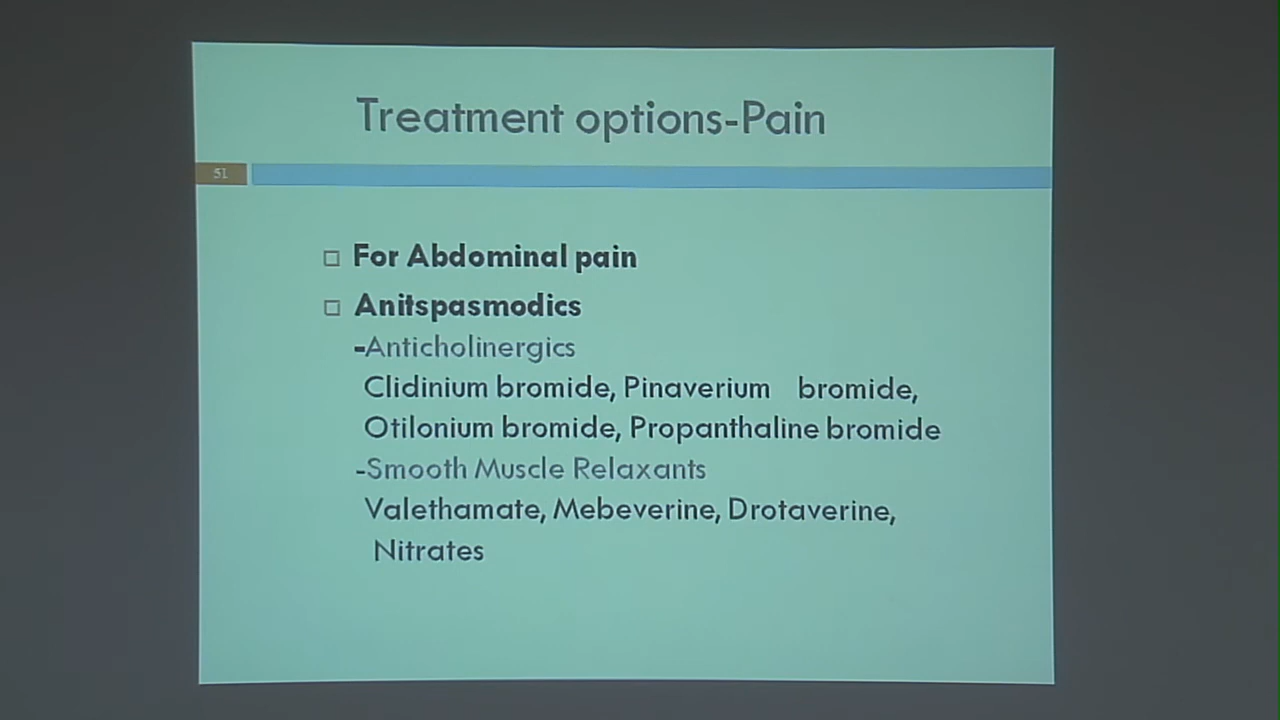 Treatment options-Pain
51
For Abdominal pain
Anitspasmodics
-Anticholinergics
Clidinium bromide, Pinaverium bromide,
Otilonium bromide, Propanthaline bromide
-Smooth Muscle Relaxants
Valethamate, Mebeverine, Drotaverine,
Nitrates